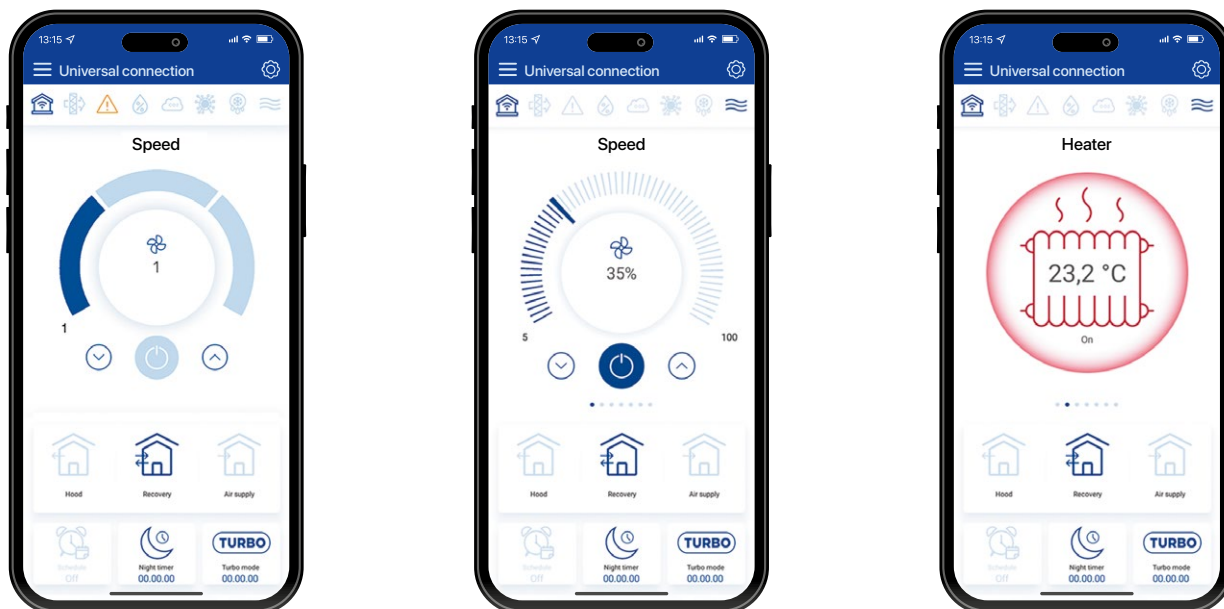 13:15
Universal connection
Speed
1
1
Hood
Recovery
Air supply
Schedule
Off
Night timer
00.00.00
TURBO
Turbo mode
00.00.00
13:15
Universal connection
Speed
35%
5
100
Hood
Recovery
Air supply
Schedule
Off
Night timer
00.00.00
TURBO
Turbo mode
00.00.00
13:15
Universal connection
Heater
23,2 °C
On
Hood
Recovery
Air supply
Schedule
Off
Night timer
00.00.00
TURBO
Turbo mode
00.00.00